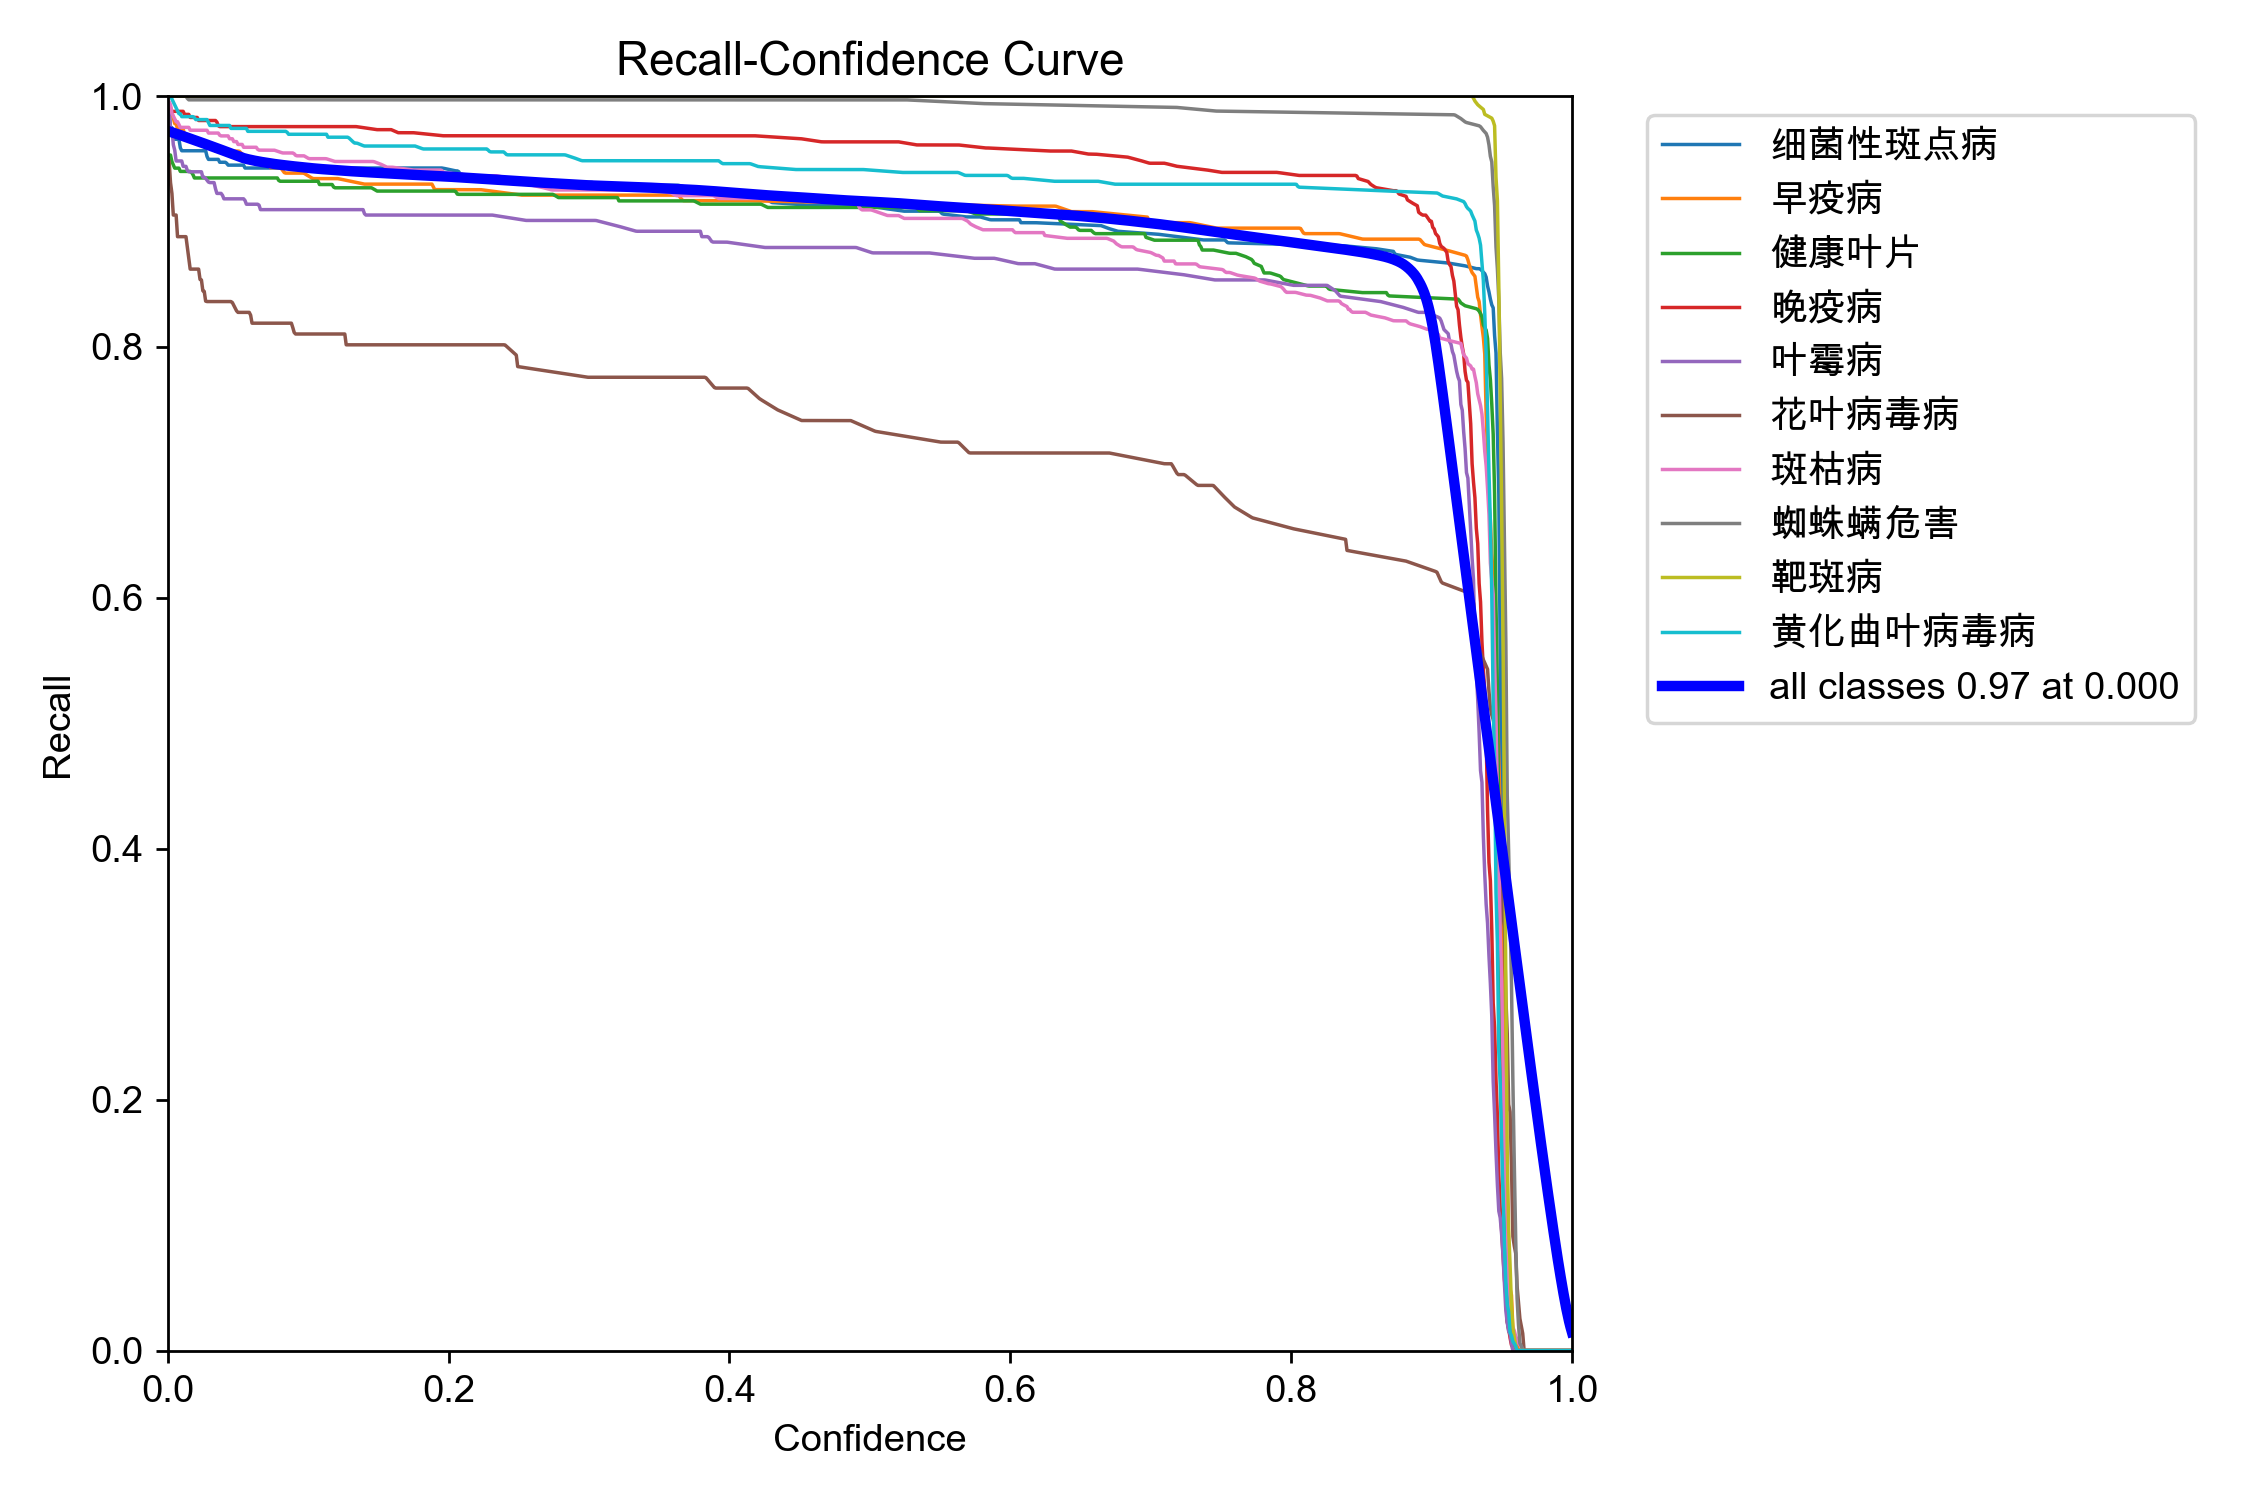 Recall-Confidence Curve
1.0
0.8
0.6
0.4
0.2
0.0
Recall
0.0 0.2 0.4 0.6 0.8 1.0
Confidence
细菌性斑点病
早疫病
健康叶片
晚疫病
叶霉病
花叶病毒病
斑枯病
蜘蛛螨危害
靶斑病
黄化曲叶病毒病
all classes 0.97 at 0.000